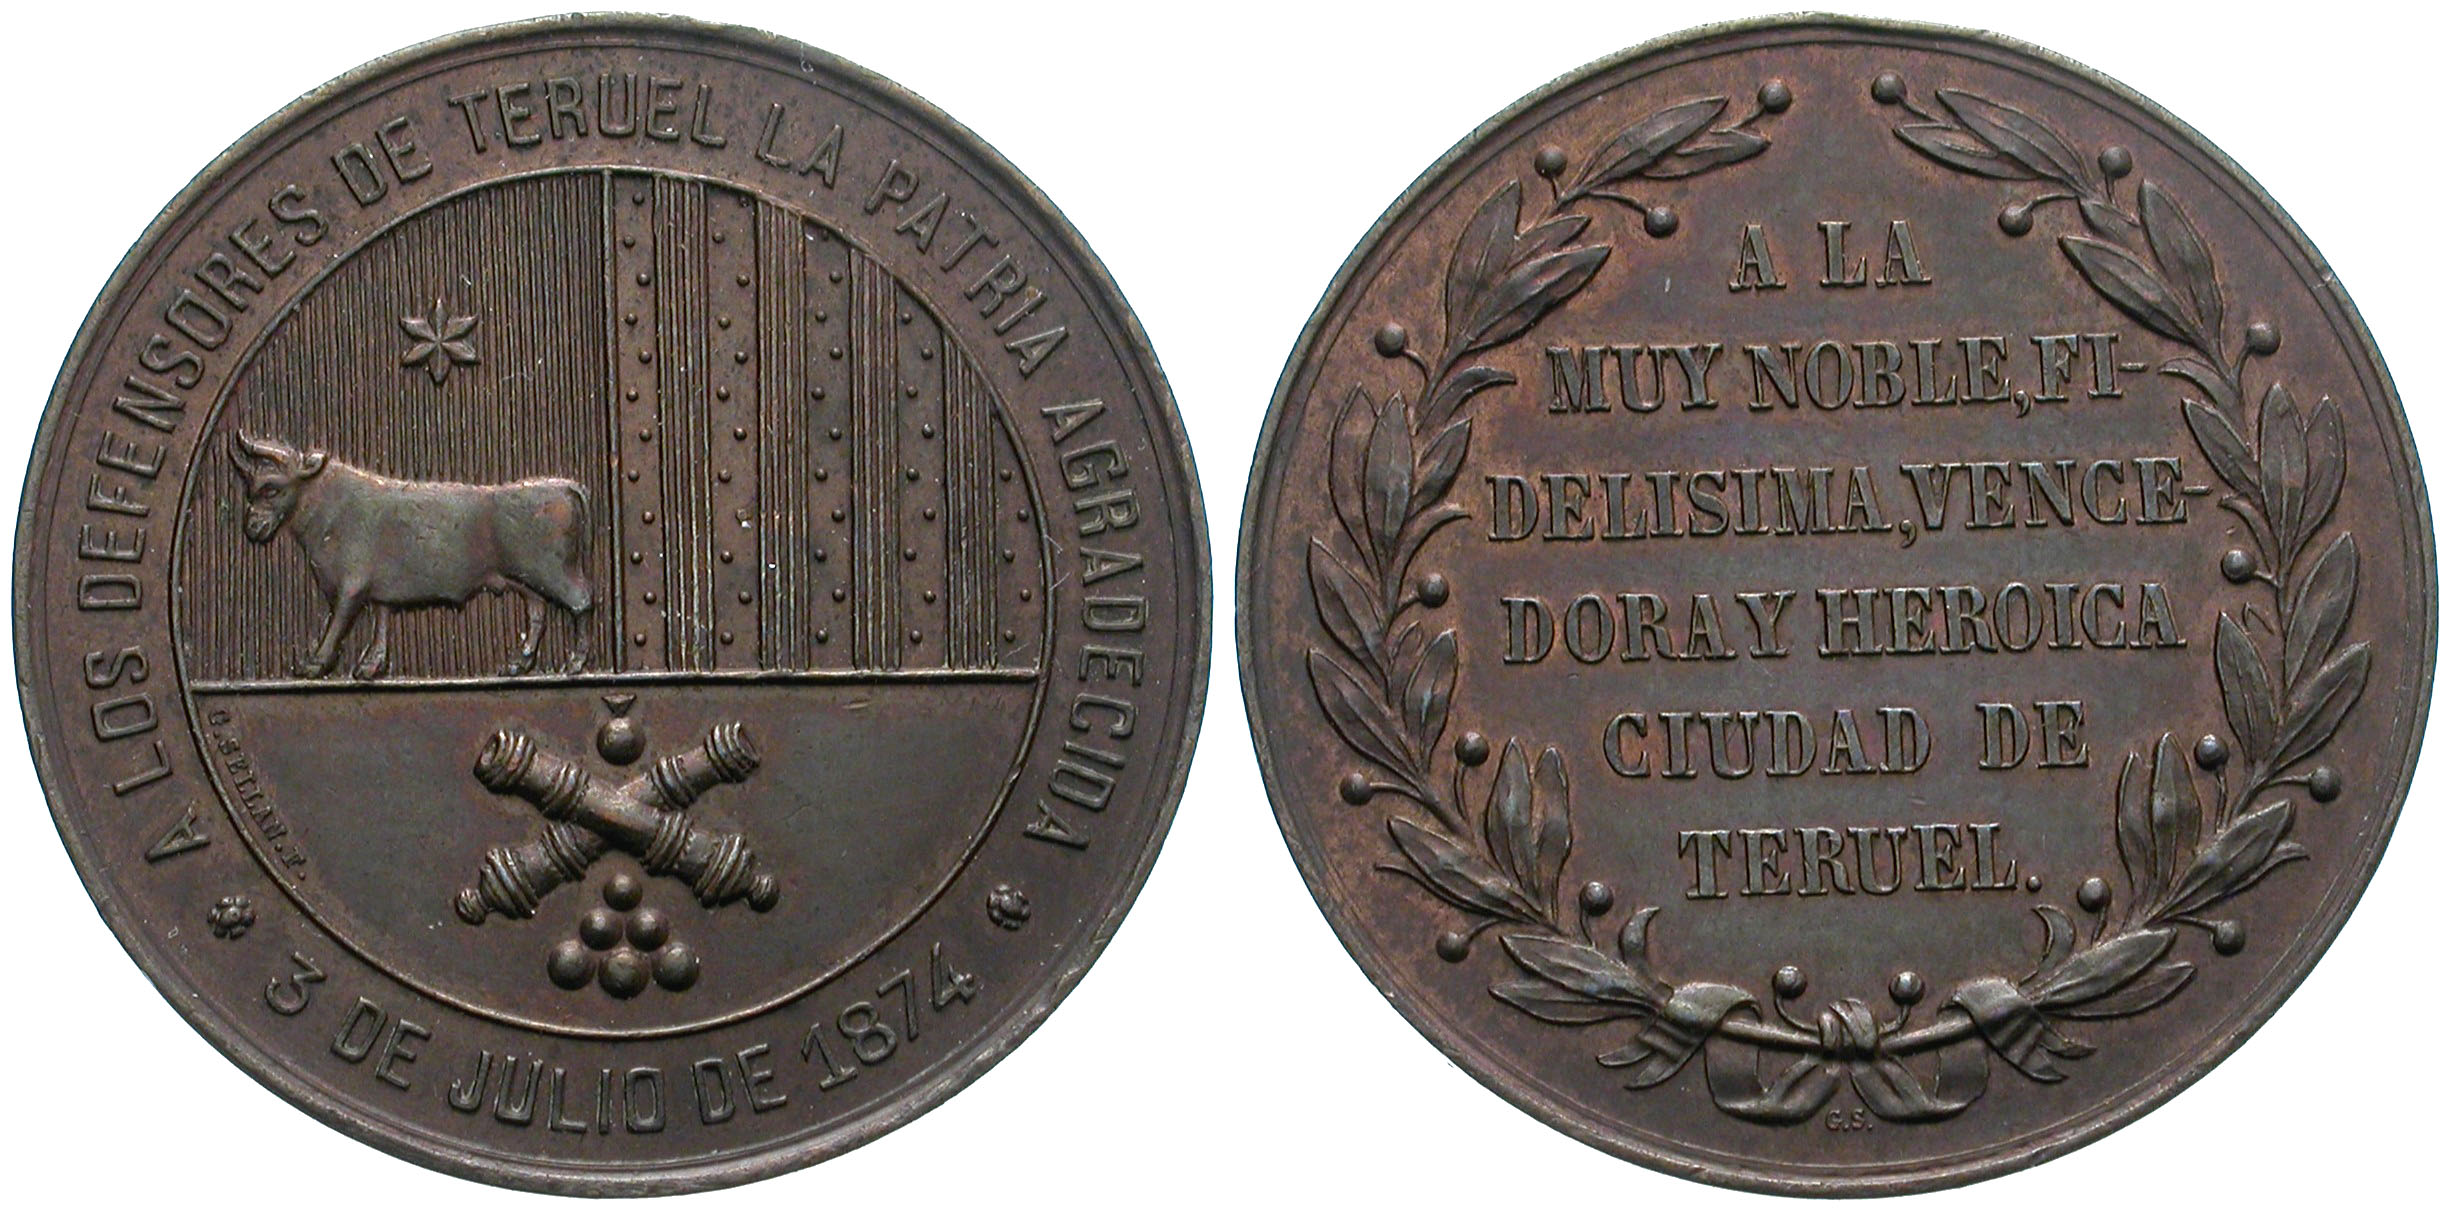 A LOS DEFENSORES DE TERUEL LA PATRIA AGRADECIDA
3 DE JULIO DE 1874
G. SELLAN. F.
A LA
MUY NOBLE, FI-
DELISIMA, VENCE-
DORA Y HEROICA
CIUDAD DE
TERUEL.
G.S.